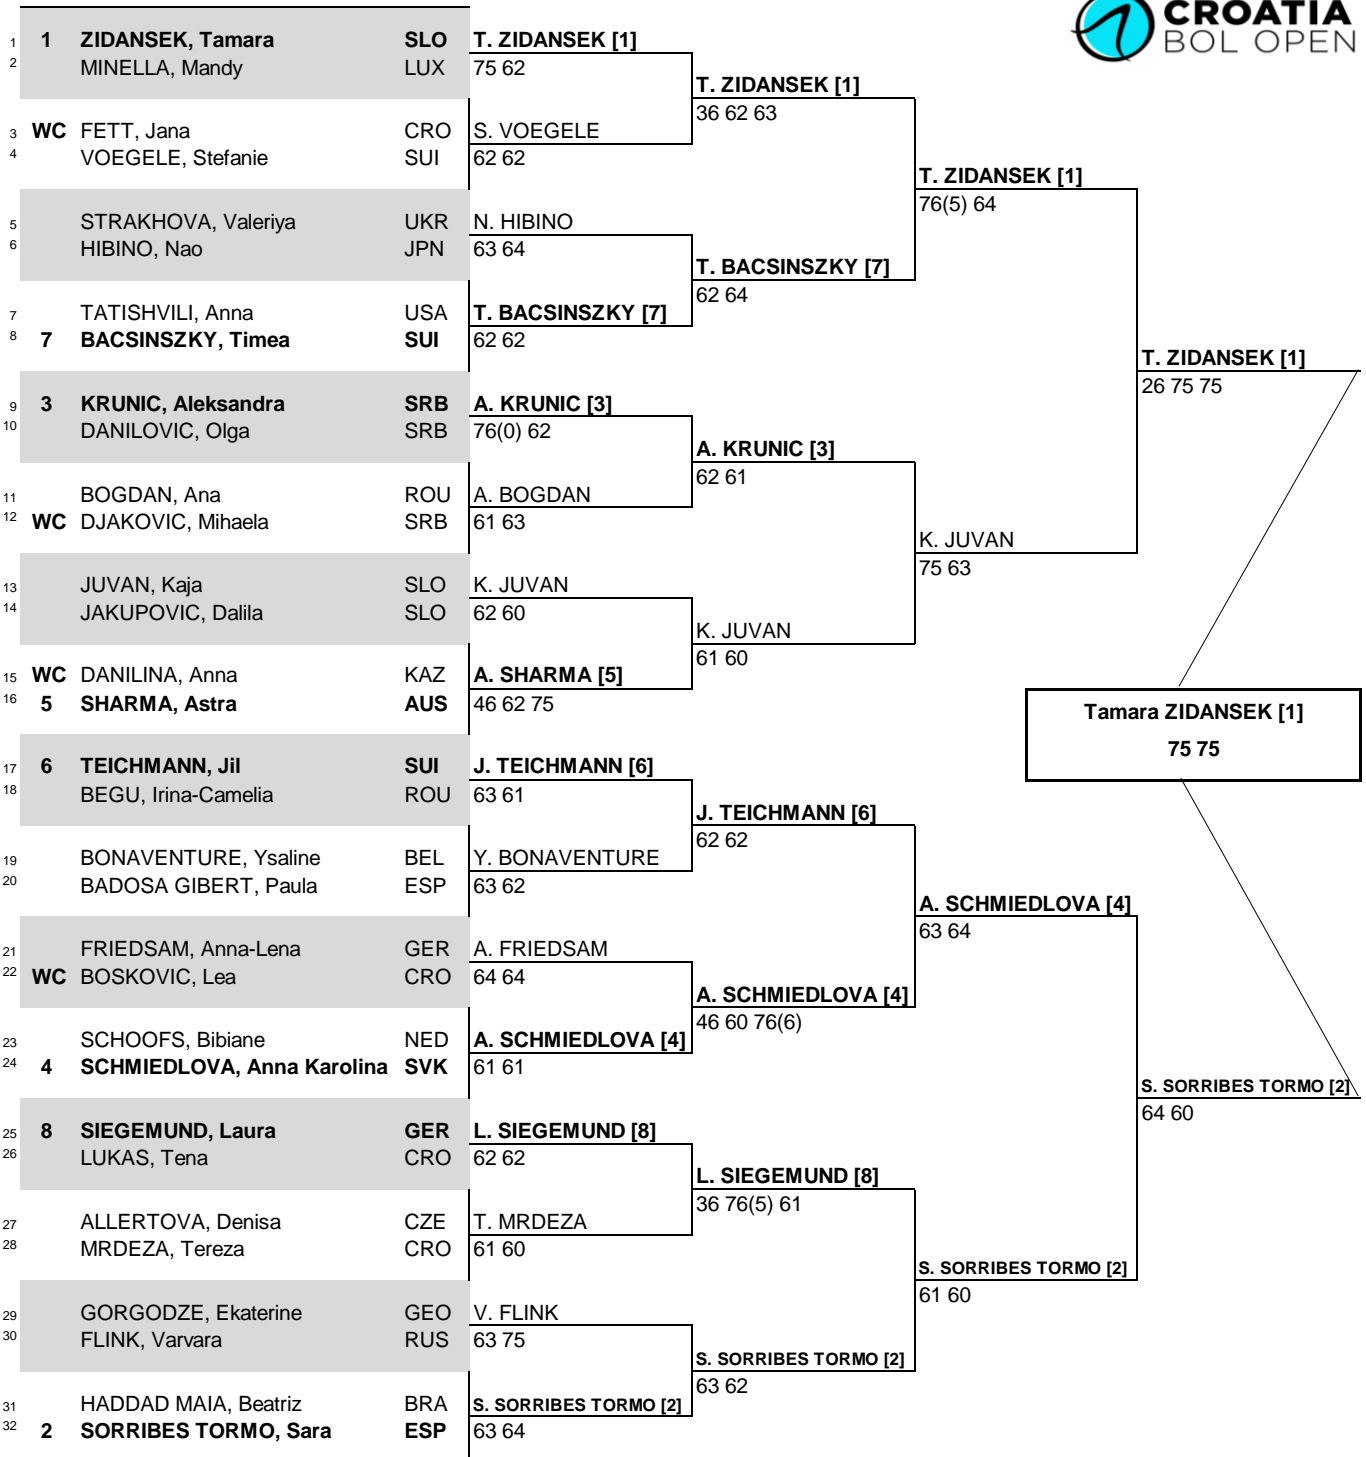 CROATIA
BOL OPEN
1 1 ZIDANSEK, Tamara SLO T. ZIDANSEK [1]
2 MINELLA, Mandy LUX 75 62
T. ZIDANSEK [1]
36 62 63
3 WC FETT, Jana CRO S. VOEGELE
4 VOEGELE, Stefanie SUI 62 62
T. ZIDANSEK [1]
76(5) 64
5 STRAKHOVA, Valeriya UKR N. HIBINO
6 HIBINO, Nao JPN 63 64
T. BACSINSZKY [7]
62 64
7 TATISHVILI, Anna USA T. BACSINSZKY [7]
8 7 BACSINSZKY, Timea SUI 62 62
T. ZIDANSEK [1]
26 75 75
9 3 KRUNIC, Aleksandra SRB A. KRUNIC [3]
10 DANILOVIC, Olga SRB 76(0) 62
A. KRUNIC [3]
62 61
11 BOGDAN, Ana ROU A. BOGDAN
12 WC DJAKOVIC, Mihaela SRB 61 63
K. JUVAN
75 63
13 JUVAN, Kaja SLO K. JUVAN
14 JAKUPOVIC, Dalila SLO 62 60
K. JUVAN
61 60
15 WC DANILINA, Anna KAZ A. SHARMA [5]
16 5 SHARMA, Astra AUS 46 62 75
Tamara ZIDANSEK [1]
75 75
17 6 TEICHMANN, Jil SUI J. TEICHMANN [6]
18 BEGU, Irina-Camelia ROU 63 61
J. TEICHMANN [6]
62 62
19 BONAVENTURE, Ysaline BEL Y. BONAVENTURE
20 BADOSA GIBERT, Paula ESP 63 62
A. SCHMIEDLOVA [4]
63 64
21 FRIEDSAM, Anna-Lena GER A. FRIEDSAM
22 WC BOSKOVIC, Lea CRO 64 64
A. SCHMIEDLOVA [4]
46 60 76(6)
23 SCHOOFS, Bibiane NED A. SCHMIEDLOVA [4]
24 4 SCHMIEDLOVA, Anna Karolina SVK 61 61
S. SORRIBES TORMO [2]
64 60
25 8 SIEGEMUND, Laura GER L. SIEGEMUND [8]
26 LUKAS, Tena CRO 62 62
L. SIEGEMUND [8]
36 76(5) 61
27 ALLERTOVA, Denisa CZE T. MRDEZA
28 MRDEZA, Tereza CRO 61 60
S. SORRIBES TORMO [2]
61 60
29 GORGODZE, Ekaterine GEO V. FLINK
30 FLINK, Varvara RUS 63 75
S. SORRIBES TORMO [2]
63 62
31 HADDAD MAIA, Beatriz BRA S. SORRIBES TORMO [2]
32 2 SORRIBES TORMO, Sara ESP 63 64